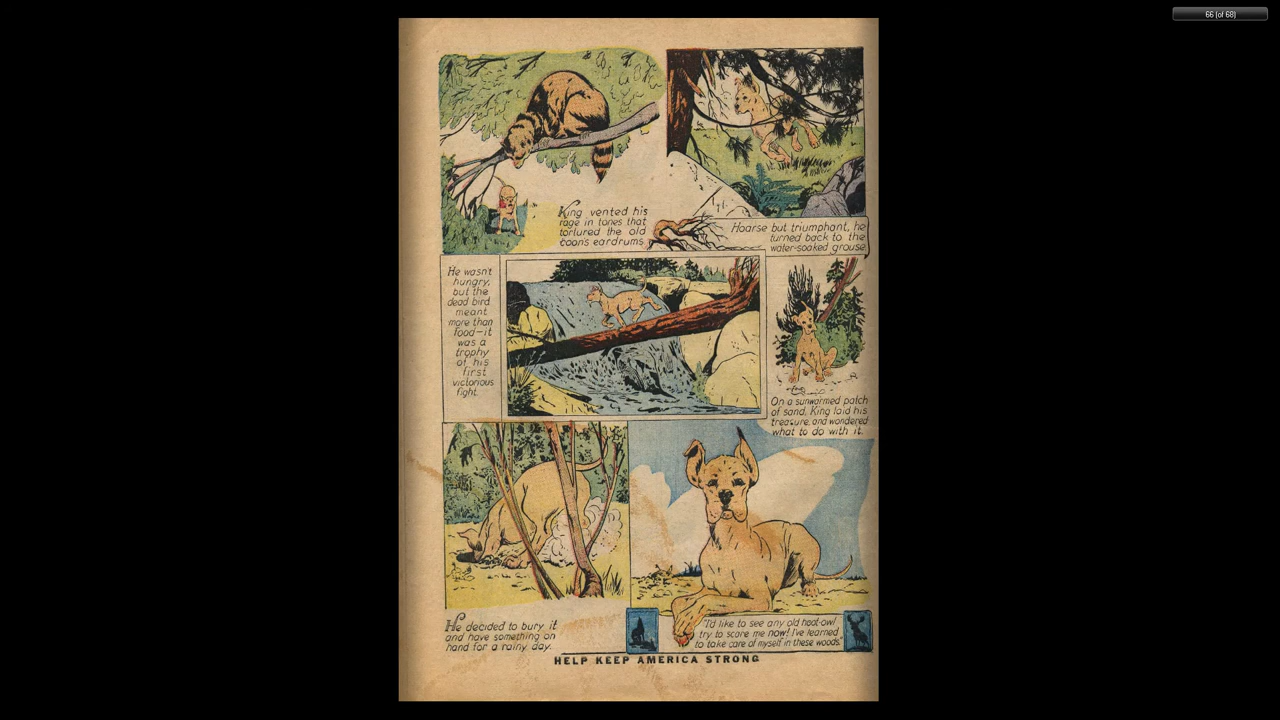 66 (of 68)
King vented his
rage in tones that
tortured the old
coon's eardrums
Hoarse but triumphant, he
turned back to the
water-soaked grouse.
He wasn't
hungry,
but the
dead bird
meant
more than
food—it
was a
trophy
of his
first
victorious
fight.
On a sunwarmed patch
of sand, King laid his
treasure, and wondered
what to do with it.
He decided to bury it
and have something on
hand for a rainy day.
"I'd like to see any old hoot-owl
try to scare me now! I've learned
to take care of myself in these woods."
HELP KEEP AMERICA STRONG